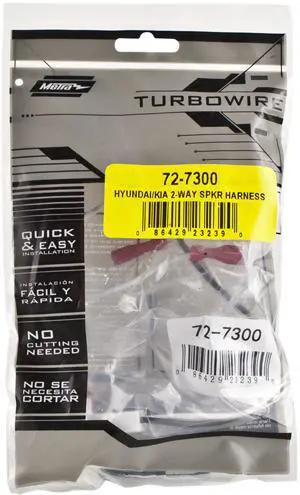 Metra
TURBOWIRE
72-7300
HYUNDAI/KIA 2-WAY SPKR HARNESS
0 86429 23239 0
QUICK
& EASY
INSTALLATION
INSTALACIÓN
FÁCIL Y
RÁPIDA
NO
CUTTING
NEEDED
NO SE
NECESITA
CORTAR
72-7300
0 86429 23239 0